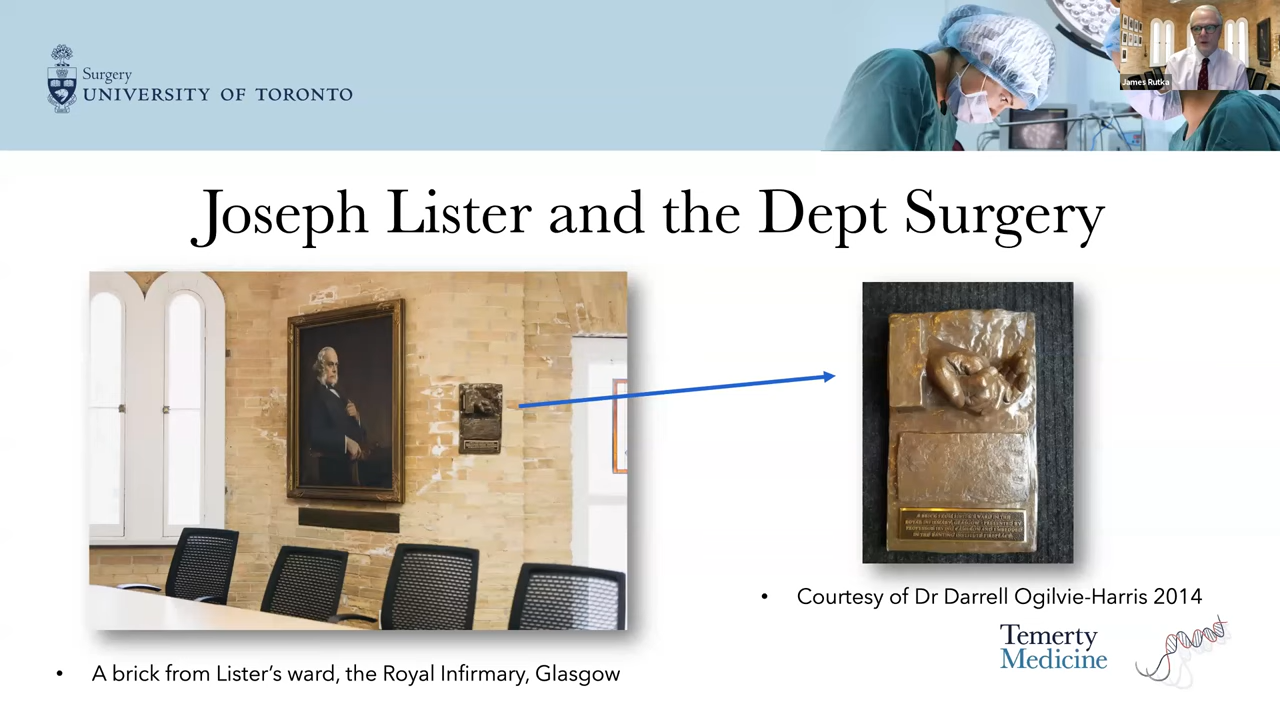 Surgery
UNIVERSITY OF TORONTO
James Rutka
Joseph Lister and the Dept Surgery
• Courtesy of Dr Darrell Ogilvie-Harris 2014
Temerty
Medicine
• A brick from Lister’s ward, the Royal Infirmary, Glasgow